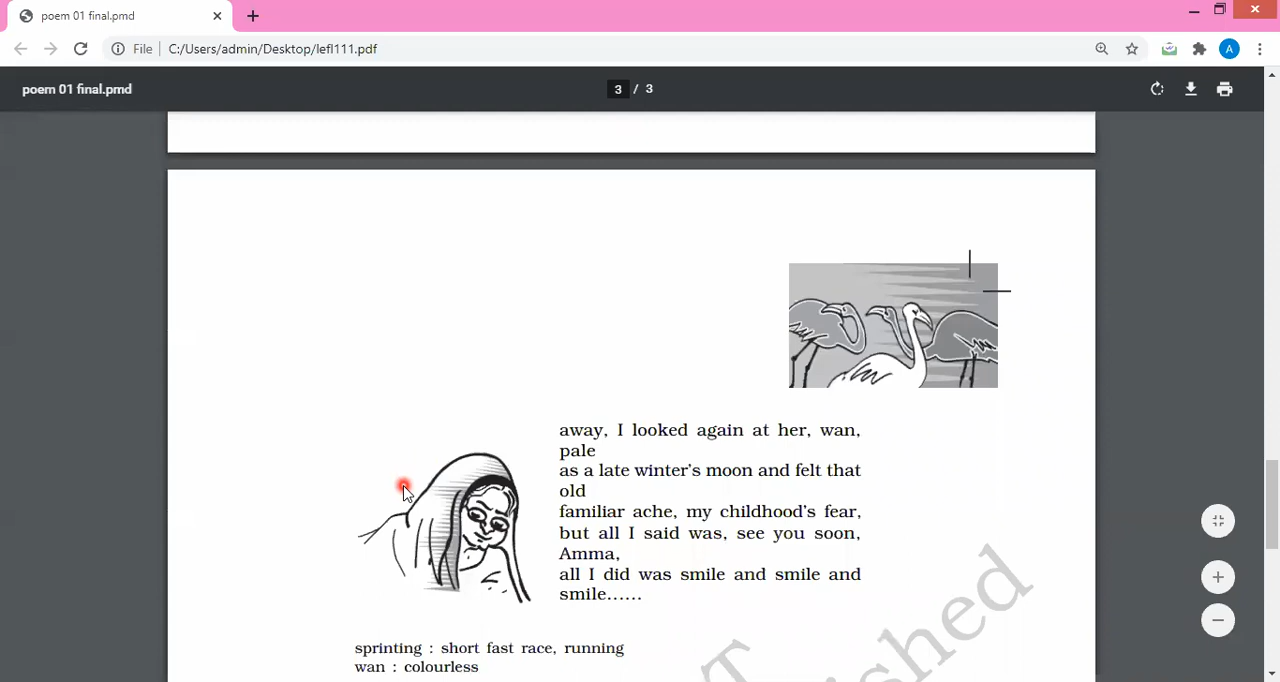 poem 01 final.pmd
File
C:/Users/admin/Desktop/lefl111.pdf
A
poem 01 final.pmd
3 / 3
away, I looked again at her, wan,
pale
as a late winter's moon and felt that
old
familiar ache, my childhood's fear,
but all I said was, see you soon,
Amma,
all I did was smile and smile and
smile......
sprinting : short fast race, running
wan : colourless